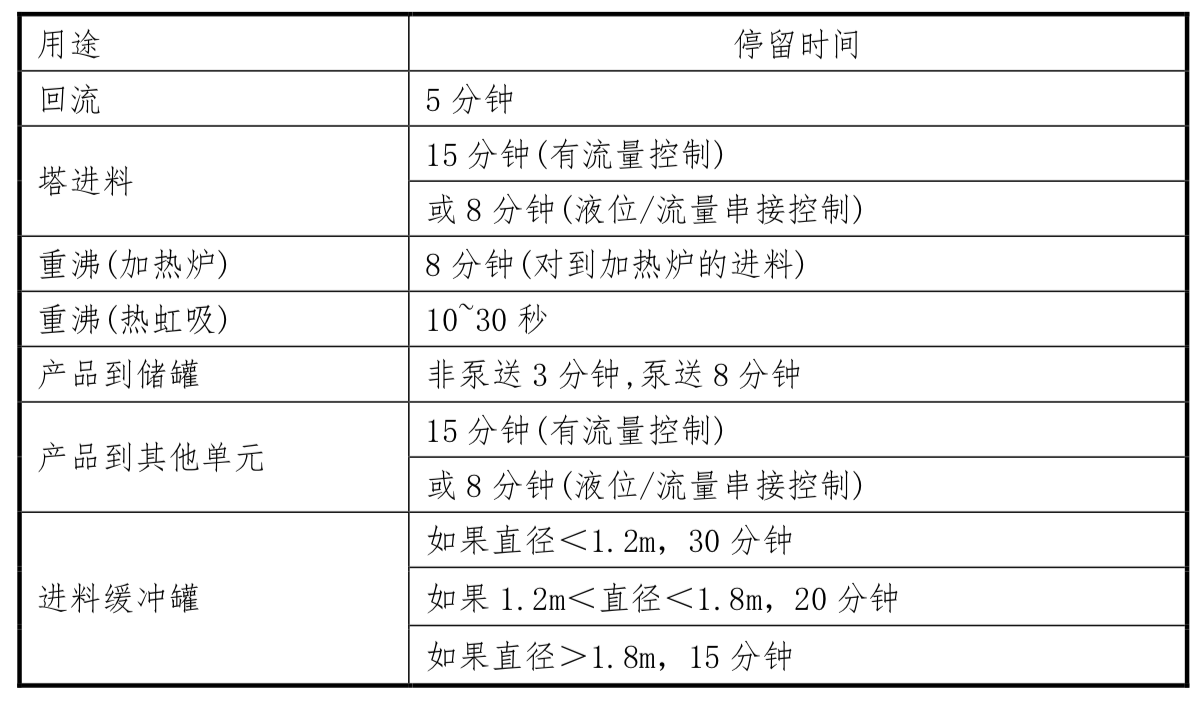 用途 停留时间
回流 5 分钟
塔进料 15 分钟(有流量控制)
或 8 分钟(液位/流量串接控制)
重沸(加热炉) 8 分钟(对到加热炉的进料)
重沸(热虹吸) 10~30 秒
产品到储罐 非泵送 3 分钟,泵送 8 分钟
产品到其他单元 15 分钟(有流量控制)
或 8 分钟(液位/流量串接控制)
进料缓冲罐 如果直径＜1.2m，30 分钟
如果 1.2m＜直径＜1.8m，20 分钟
如果直径＞1.8m，15 分钟